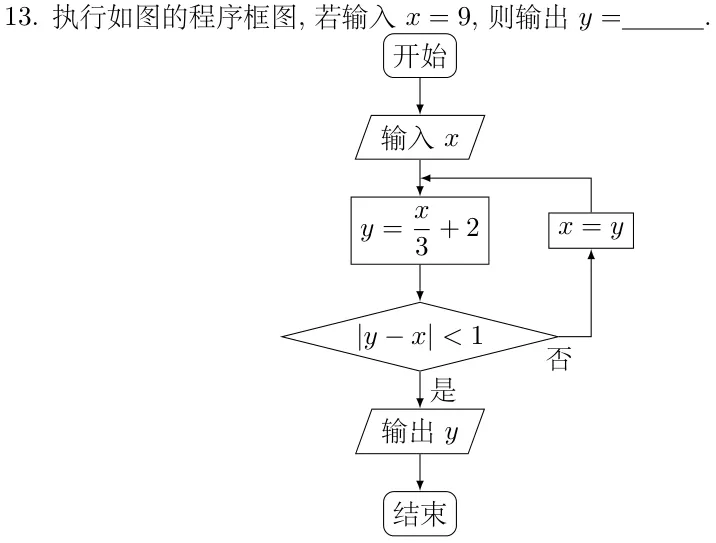 13. 执行如图的程序框图, 若输入 x = 9, 则输出 y =______.
开始
输入 x
y = x/3 + 2
x = y
|y − x| < 1
否
是
输出 y
结束